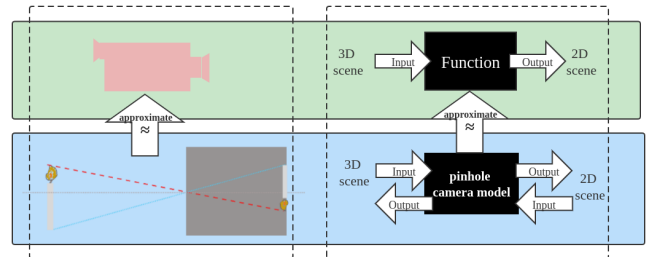 3D
scene
Input
Function
Output
2D
scene
approximate
≈
approximate
≈
3D
scene
Input
Output
pinhole
camera model
Output
Input
2D
scene